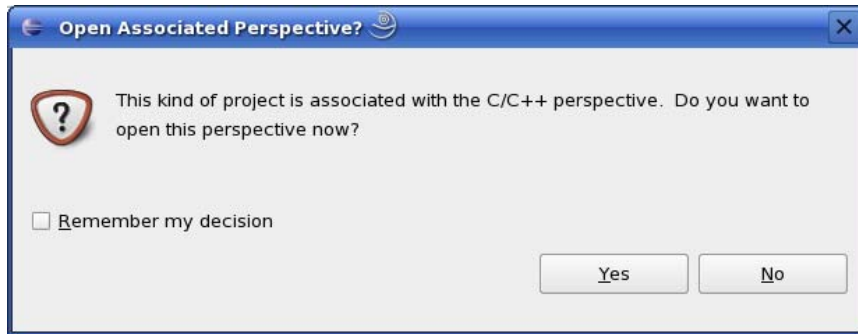 Open Associated Perspective?
This kind of project is associated with the C/C++ perspective. Do you want to
open this perspective now?
Remember my decision
Yes No